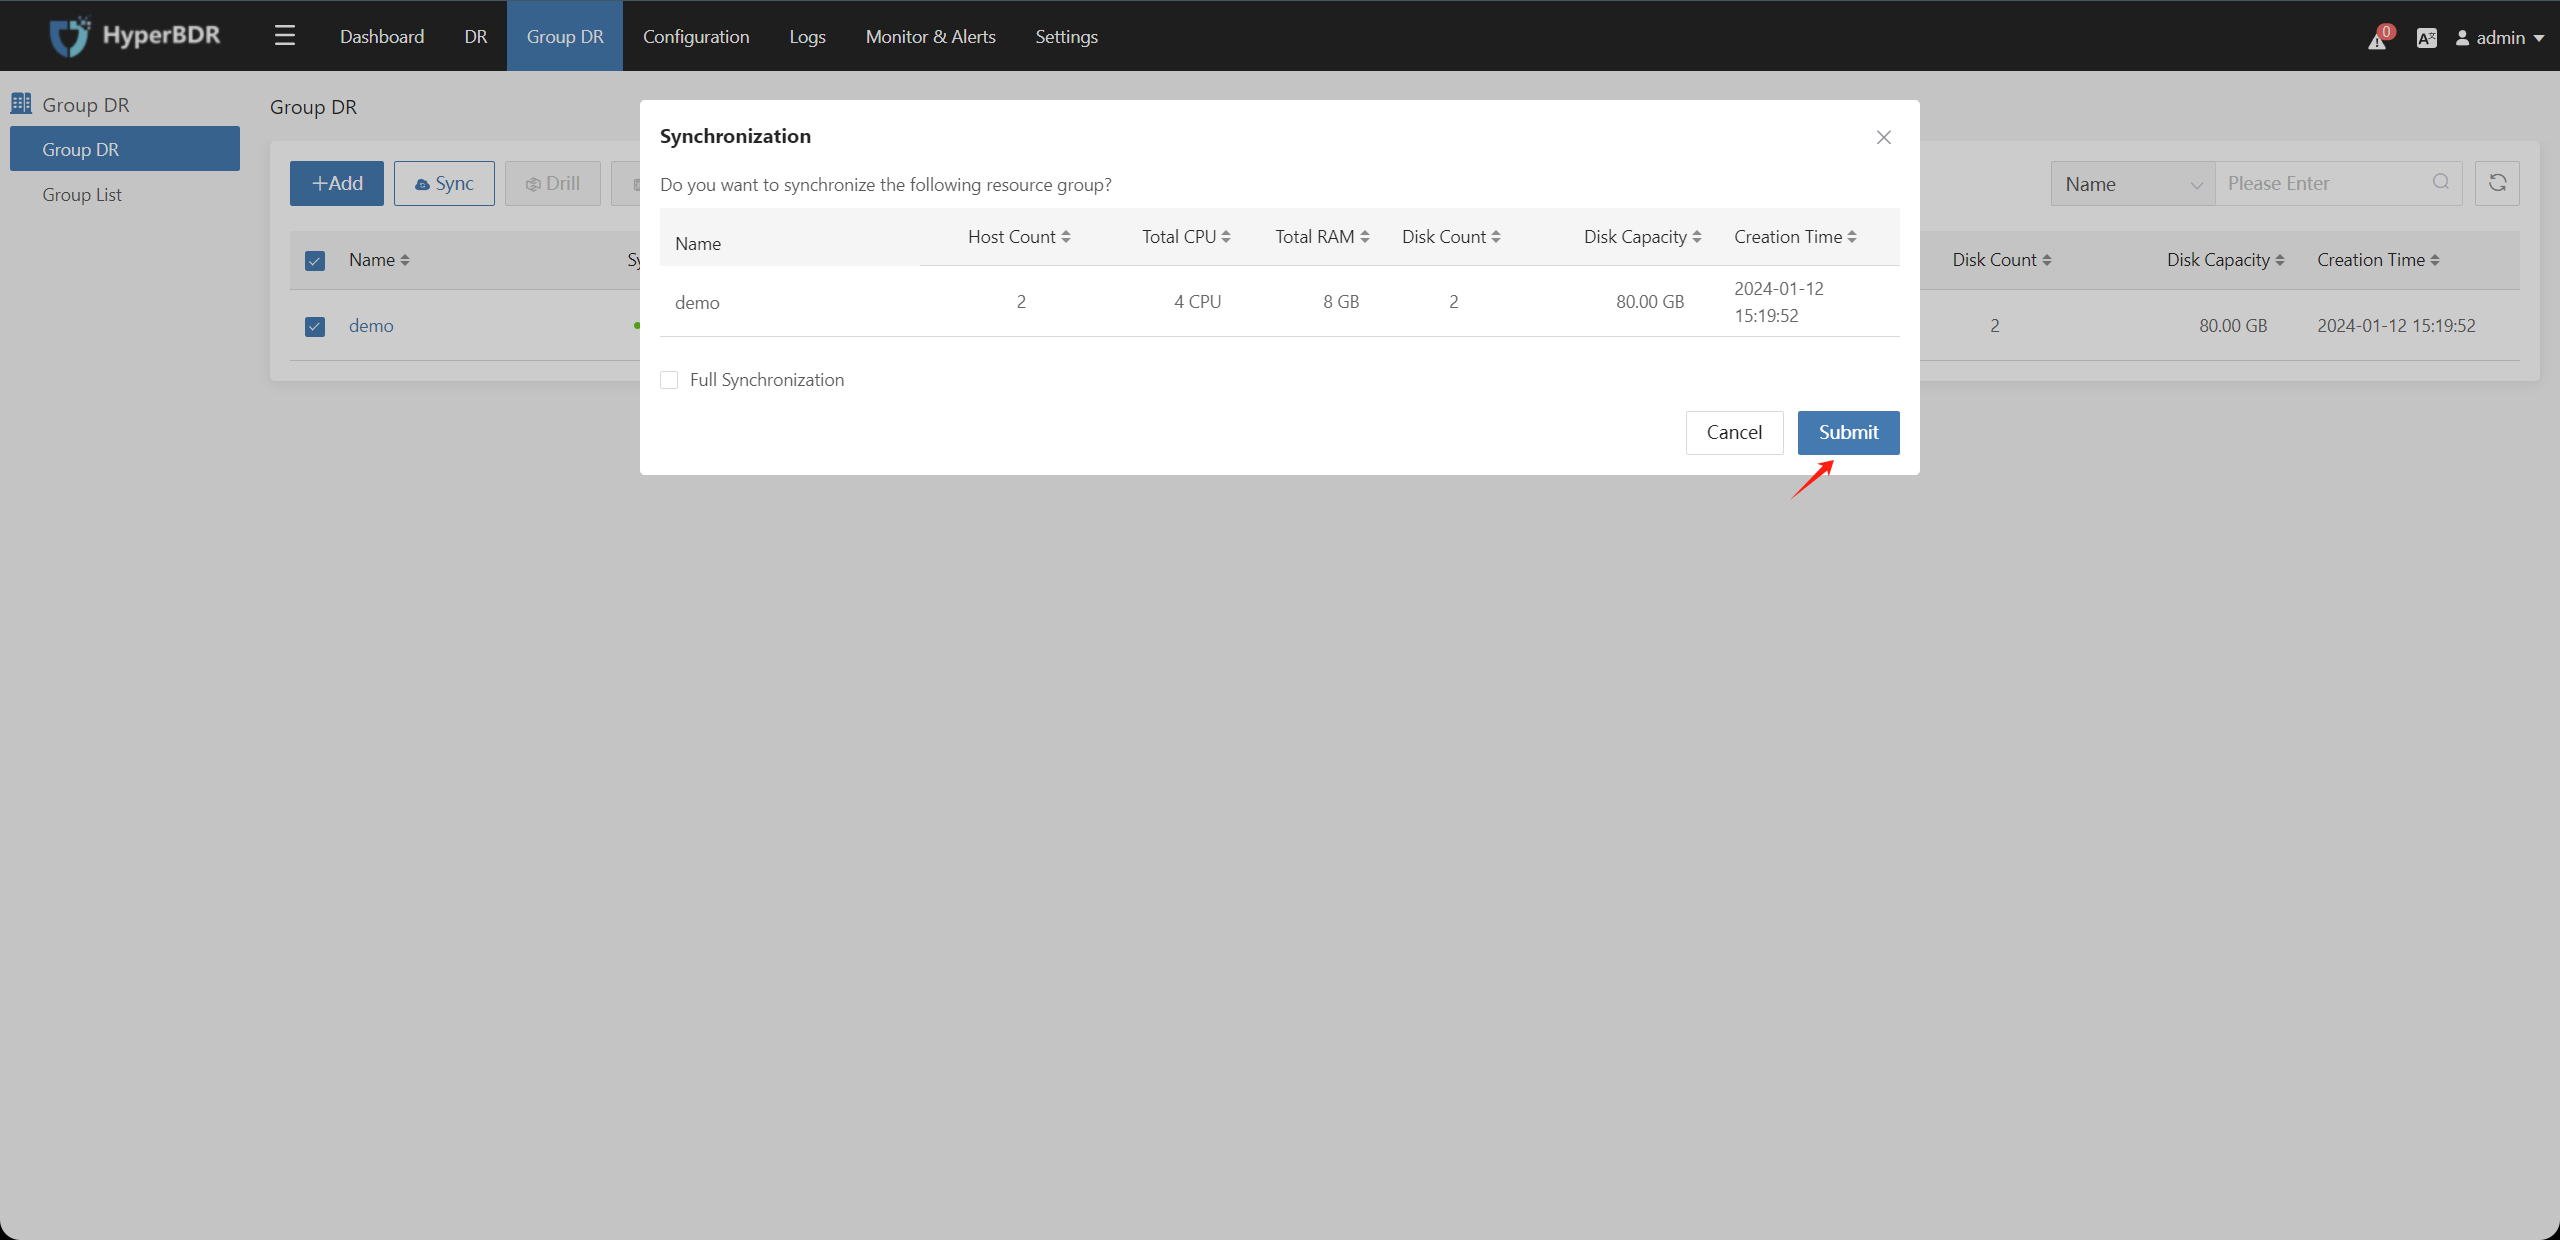 HyperBDR Dashboard DR Group DR Configuration Logs Monitor & Alerts Settings 0 admin
Group DR
Group DR
Group List
Group DR
+Add Sync Drill
Name Please Enter
Name Sy Disk Count Disk Capacity Creation Time
demo 2 80.00 GB 2024-01-12 15:19:52
Synchronization
Do you want to synchronize the following resource group?
Name Host Count Total CPU Total RAM Disk Count Disk Capacity Creation Time
demo 2 4 CPU 8 GB 2 80.00 GB 2024-01-12
15:19:52
Full Synchronization
Cancel Submit